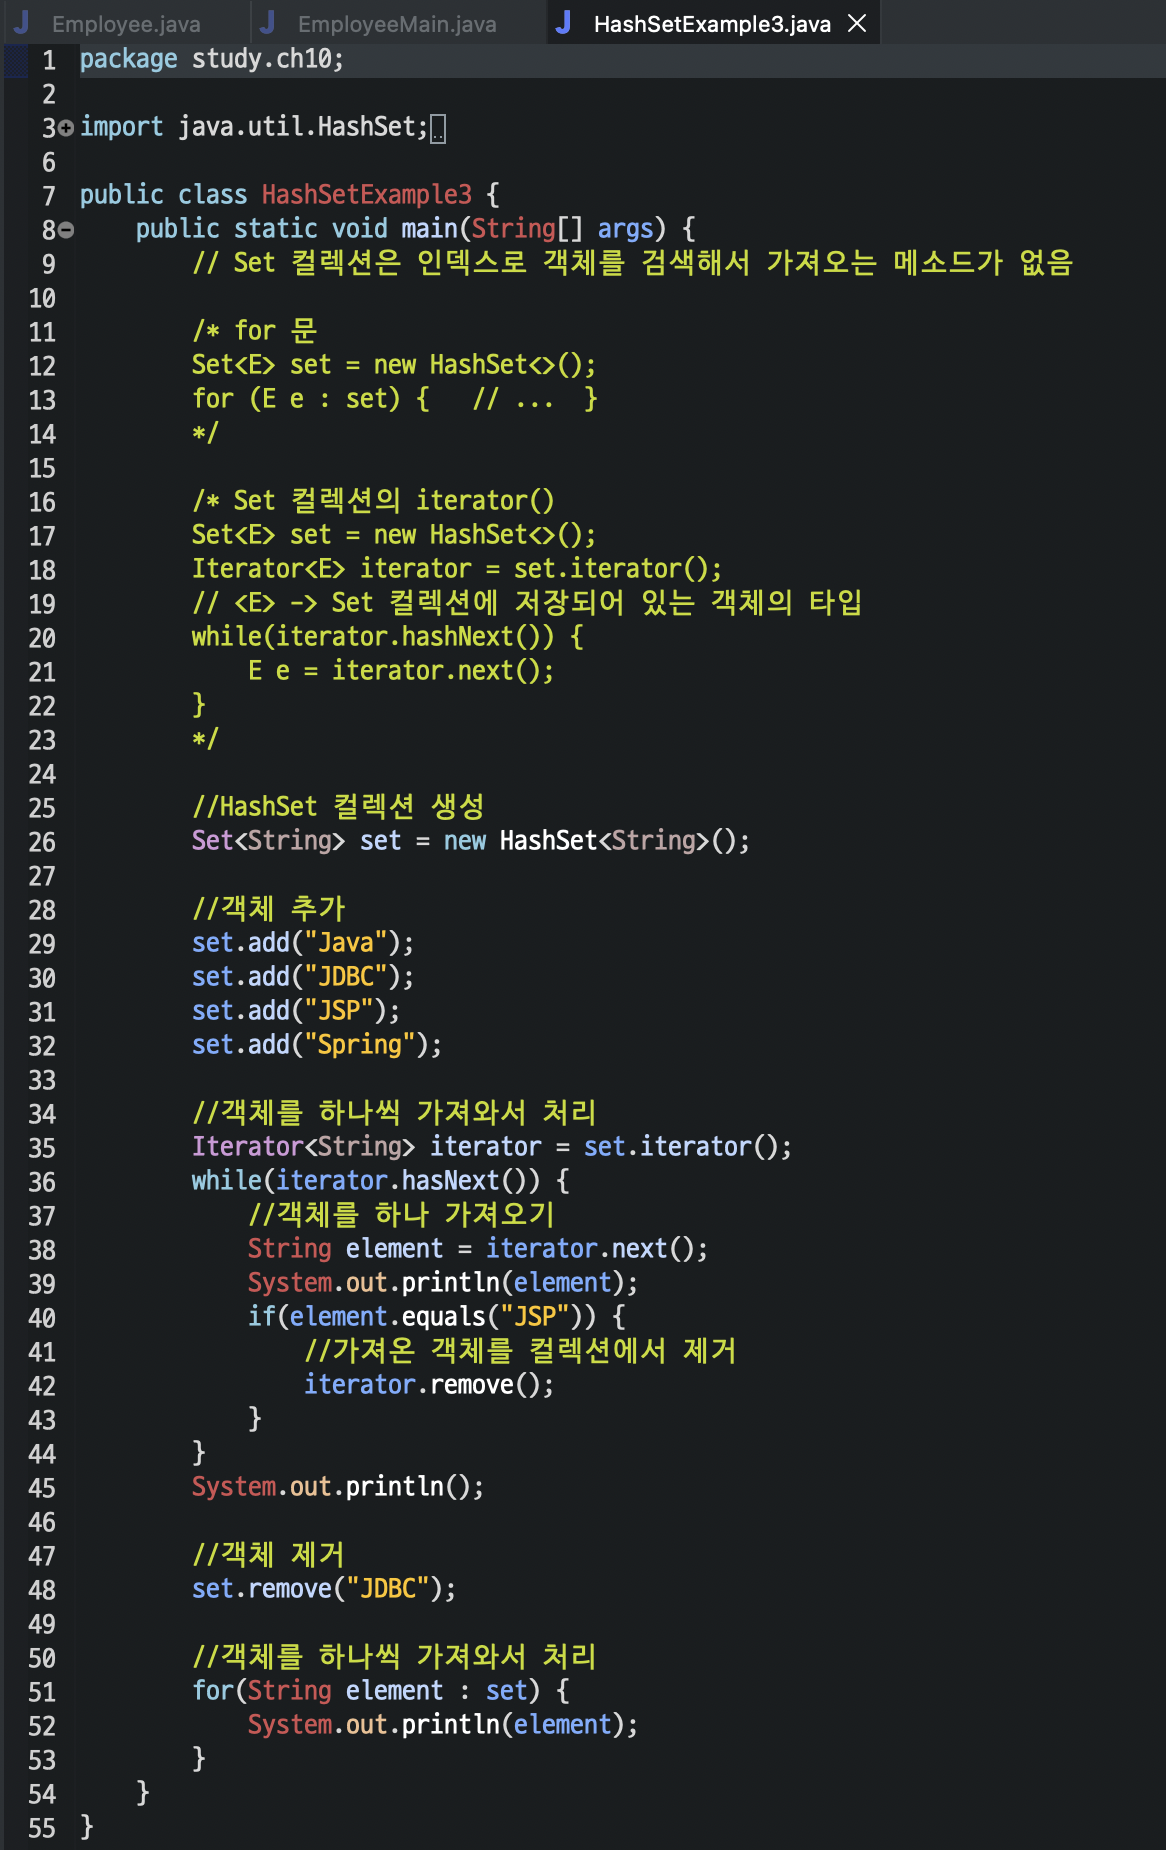 Employee.java EmployeeMain.java HashSetExample3.java
1 package study.ch10;
2
3 import java.util.HashSet;
6
7 public class HashSetExample3 {
8     public static void main(String[] args) {
9         // Set 컬렉션은 인덱스로 객체를 검색해서 가져오는 메소드가 없음
10
11         /* for 문
12         Set<E> set = new HashSet<>();
13         for (E e : set) {   // ...  }
14         */
15
16         /* Set 컬렉션의 iterator()
17         Set<E> set = new HashSet<>();
18         Iterator<E> iterator = set.iterator();
19         // <E> -> Set 컬렉션에 저장되어 있는 객체의 타입
20         while(iterator.hashNext()) {
21             E e = iterator.next();
22         }
23         */
24
25         //HashSet 컬렉션 생성
26         Set<String> set = new HashSet<String>();
27
28         //객체 추가
29         set.add("Java");
30         set.add("JDBC");
31         set.add("JSP");
32         set.add("Spring");
33
34         //객체를 하나씩 가져와서 처리
35         Iterator<String> iterator = set.iterator();
36         while(iterator.hasNext()) {
37             //객체를 하나 가져오기
38             String element = iterator.next();
39             System.out.println(element);
40             if(element.equals("JSP")) {
41                 //가져온 객체를 컬렉션에서 제거
42                 iterator.remove();
43             }
44         }
45         System.out.println();
46
47         //객체 제거
48         set.remove("JDBC");
49
50         //객체를 하나씩 가져와서 처리
51         for(String element : set) {
52             System.out.println(element);
53         }
54     }
55 }